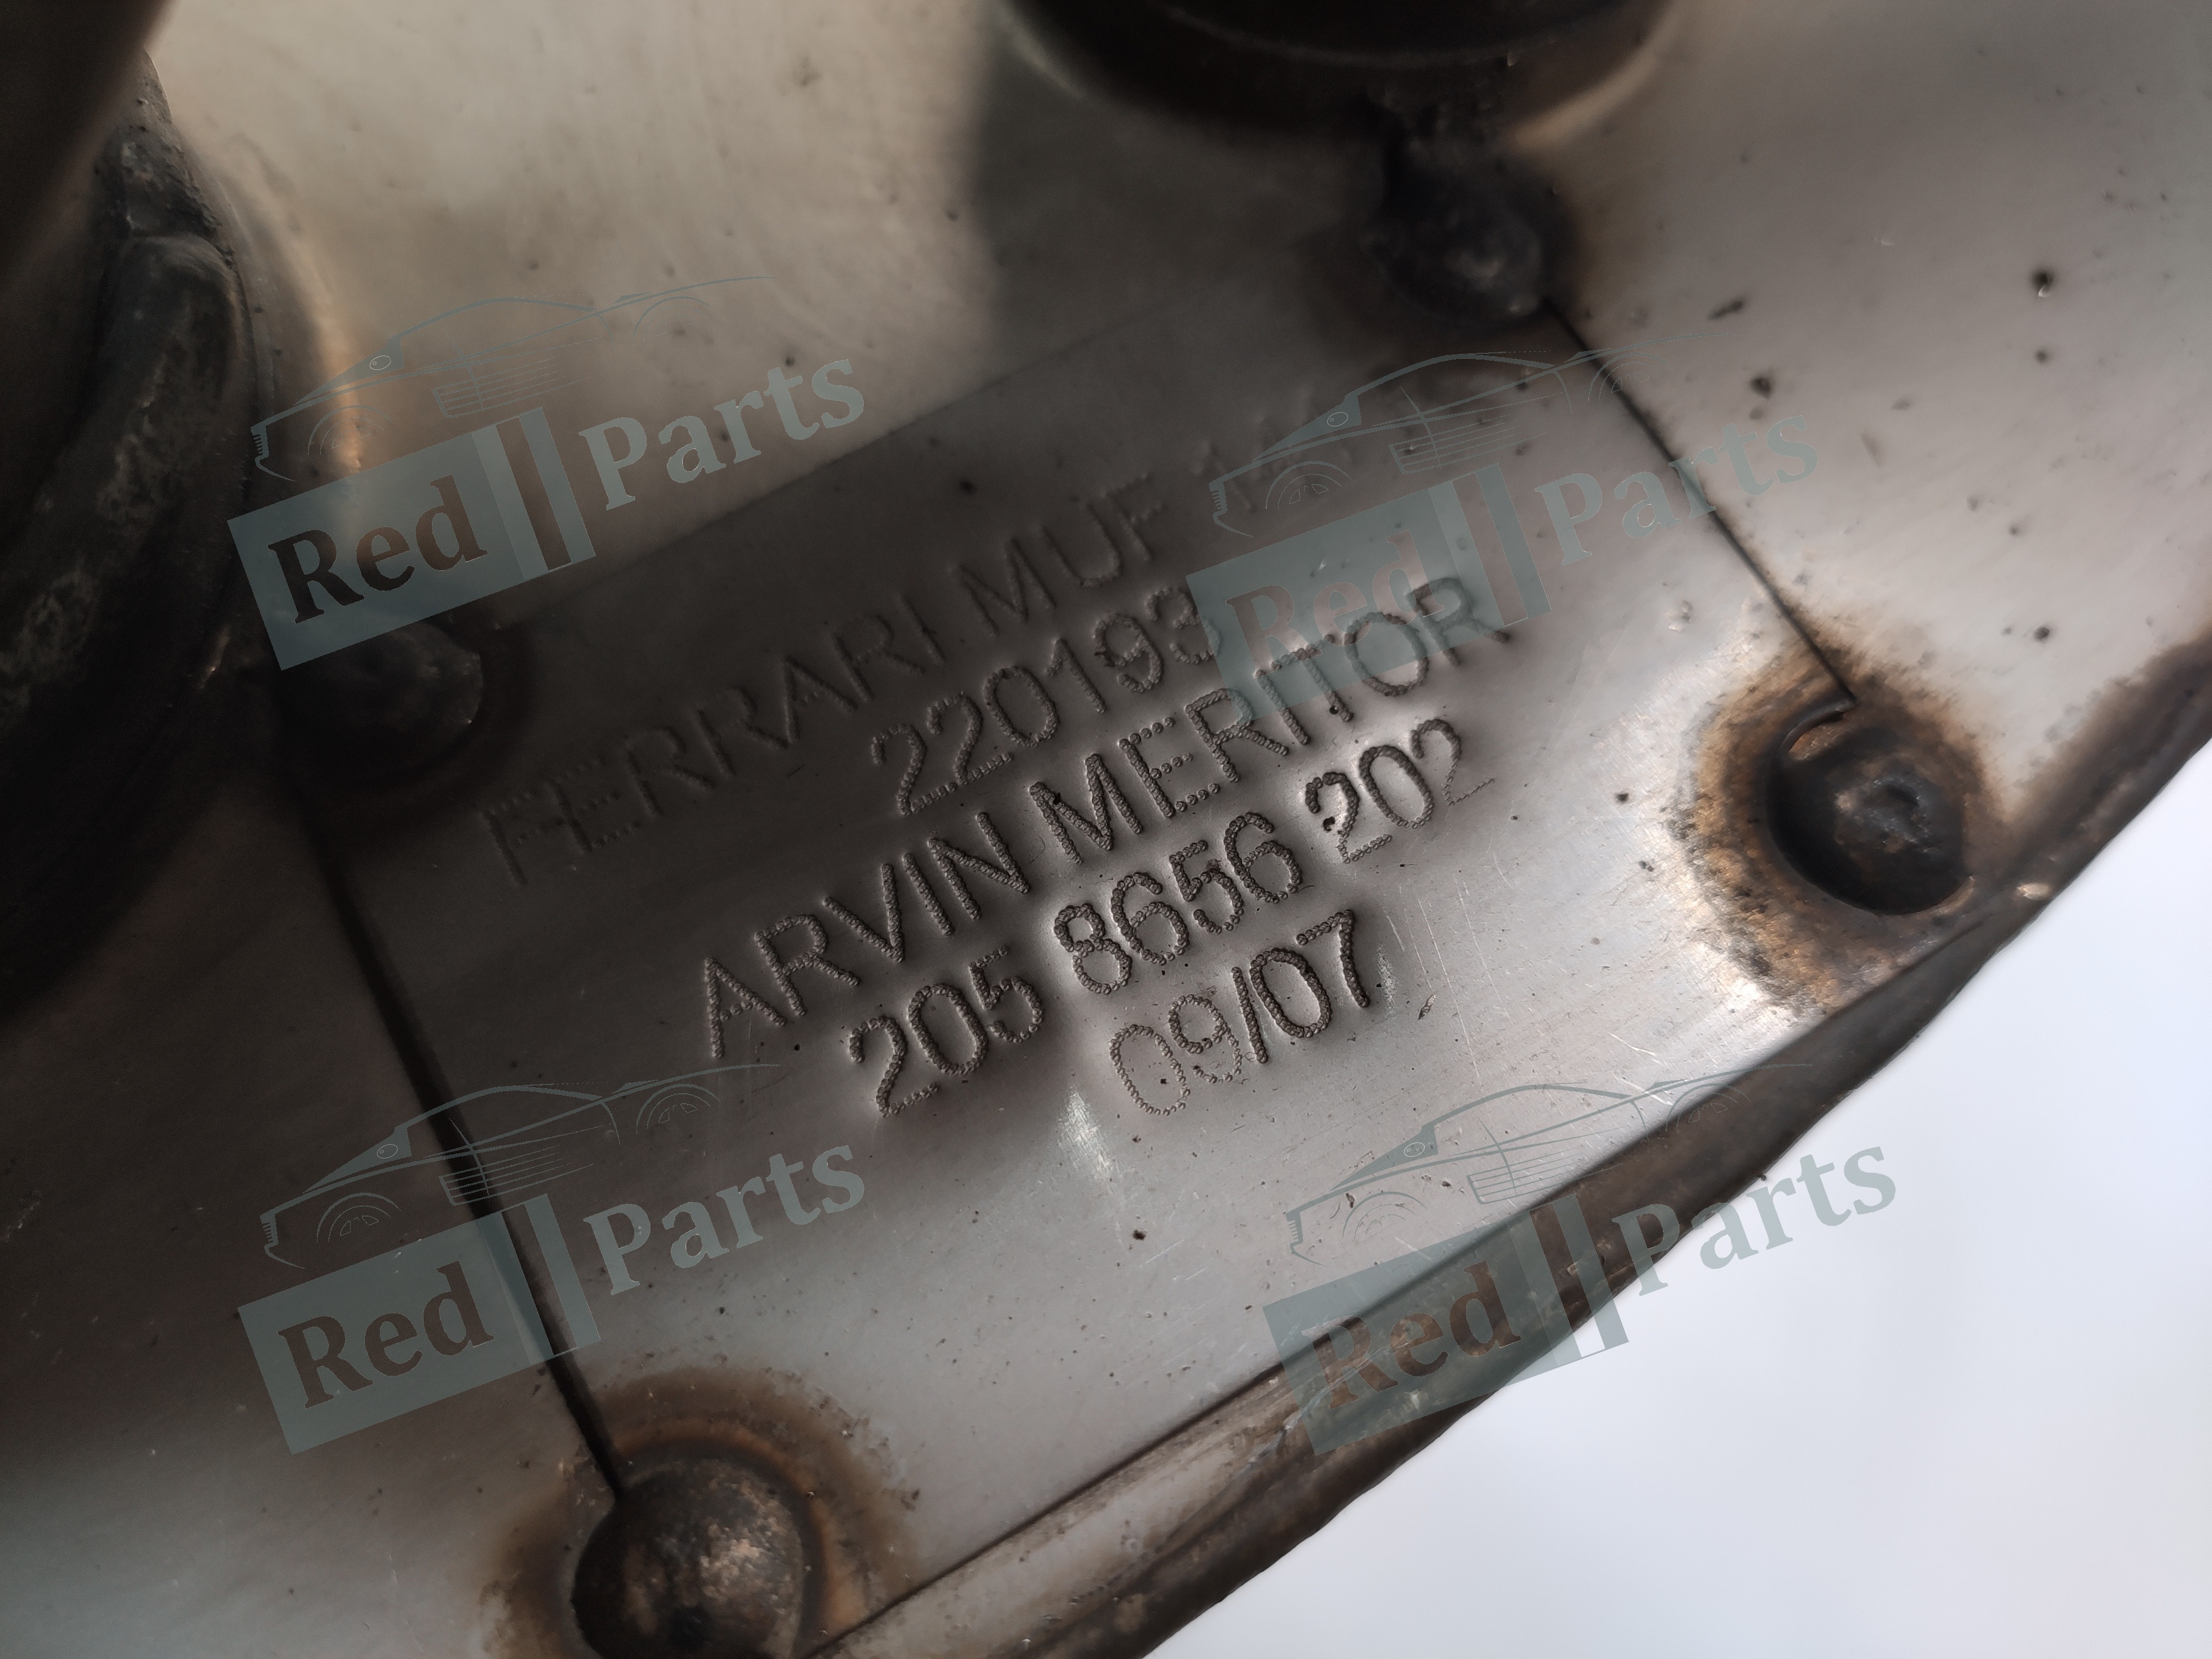 Red Parts
Red Parts
FERRARI MUF
220193
ARVIN MERITOR
205 8656 202
09/07
Red Parts
Red Parts